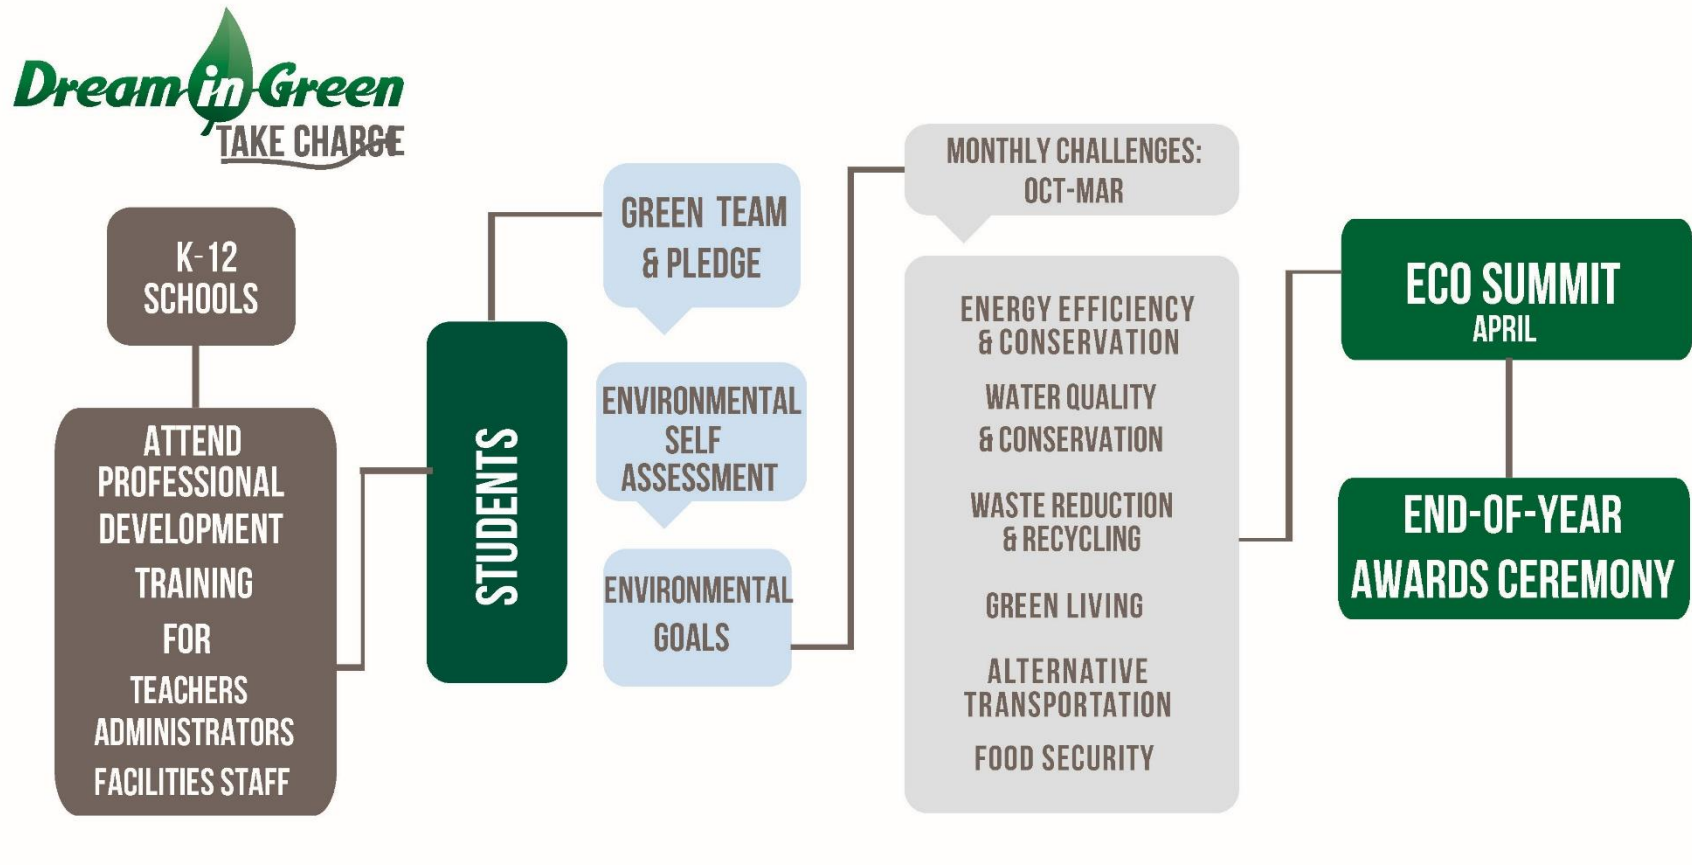 Dream in Green
TAKE CHARGE
K-12
SCHOOLS
ATTEND
PROFESSIONAL
DEVELOPMENT
TRAINING
FOR
TEACHERS
ADMINISTRATORS
FACILITIES STAFF
STUDENTS
GREEN TEAM
& PLEDGE
ENVIRONMENTAL
SELF
ASSESSMENT
ENVIRONMENTAL
GOALS
MONTHLY CHALLENGES:
OCT-MAR
ENERGY EFFICIENCY
& CONSERVATION
WATER QUALITY
& CONSERVATION
WASTE REDUCTION
& RECYCLING
GREEN LIVING
ALTERNATIVE
TRANSPORTATION
FOOD SECURITY
ECO SUMMIT
APRIL
END-OF-YEAR
AWARDS CEREMONY